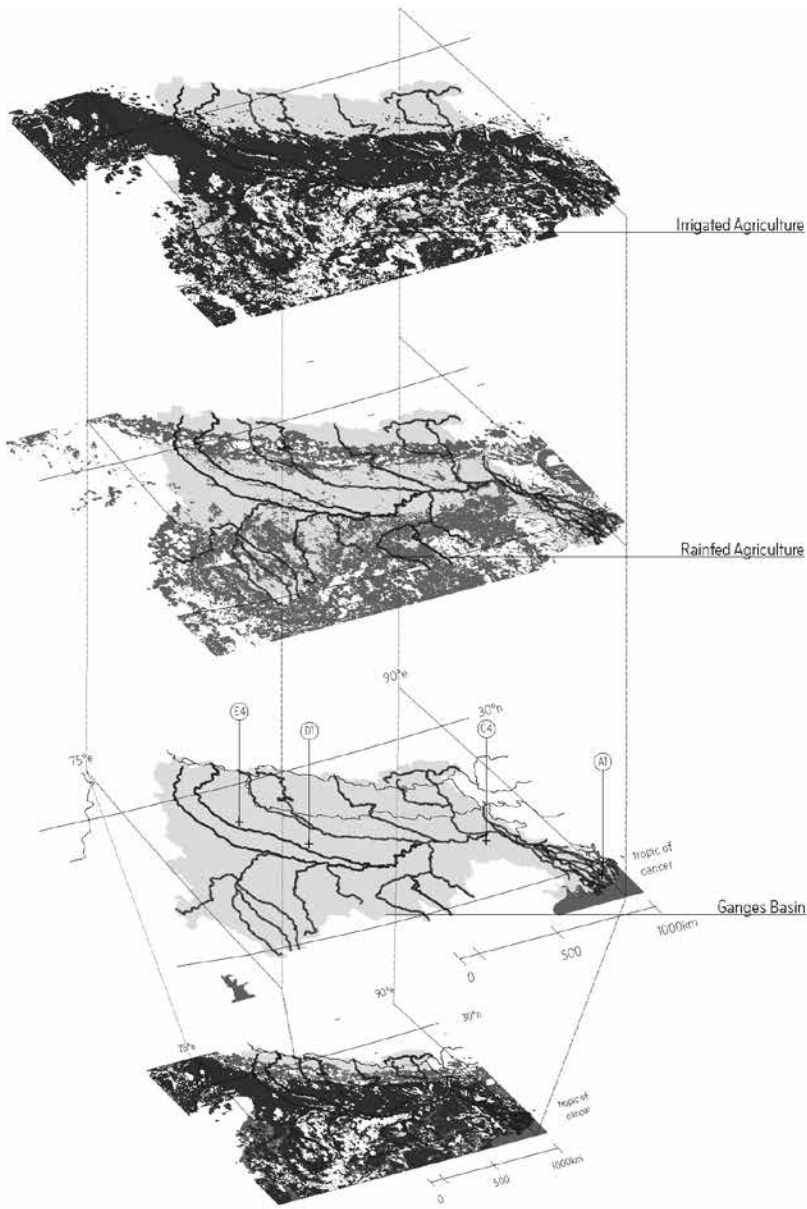 Irrigated Agriculture
Rainfed Agriculture
90°e
30°n
E4
D1
C4
A1
75°e
tropic of
cancer
Ganges Basin
0
500
1000km
90°e
30°n
75°e
tropic of
cancer
0
500
1000km